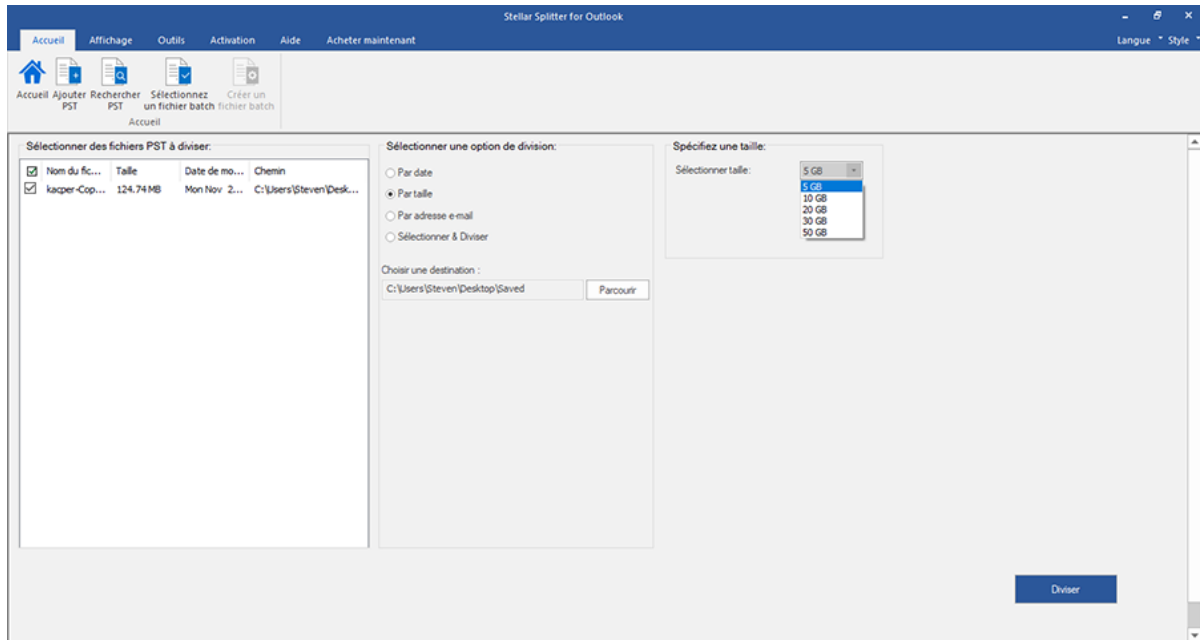 Stellar Splitter for Outlook
Accueil Affichage Outils Activation Aide Acheter maintenant Langue Style
Accueil Ajouter PST Rechercher PST Sélectionnez un fichier batch Créer un fichier batch
Accueil
Sélectionner des fichiers PST à diviser:
Nom du fic... Taille Date de mo... Chemin
kacper-Cop... 124.74 MB Mon Nov 2... C:\Users\Steven\Desk...
Sélectionner une option de division:
Par date
Par taille
Par adresse e-mail
Sélectionner & Diviser
Choisir une destination :
C:\Users\Steven\Desktop\Saved Parcourir
Spécifiez une taille:
Sélectionner taille: 5 GB
5 GB
10 GB
20 GB
30 GB
50 GB
Diviser